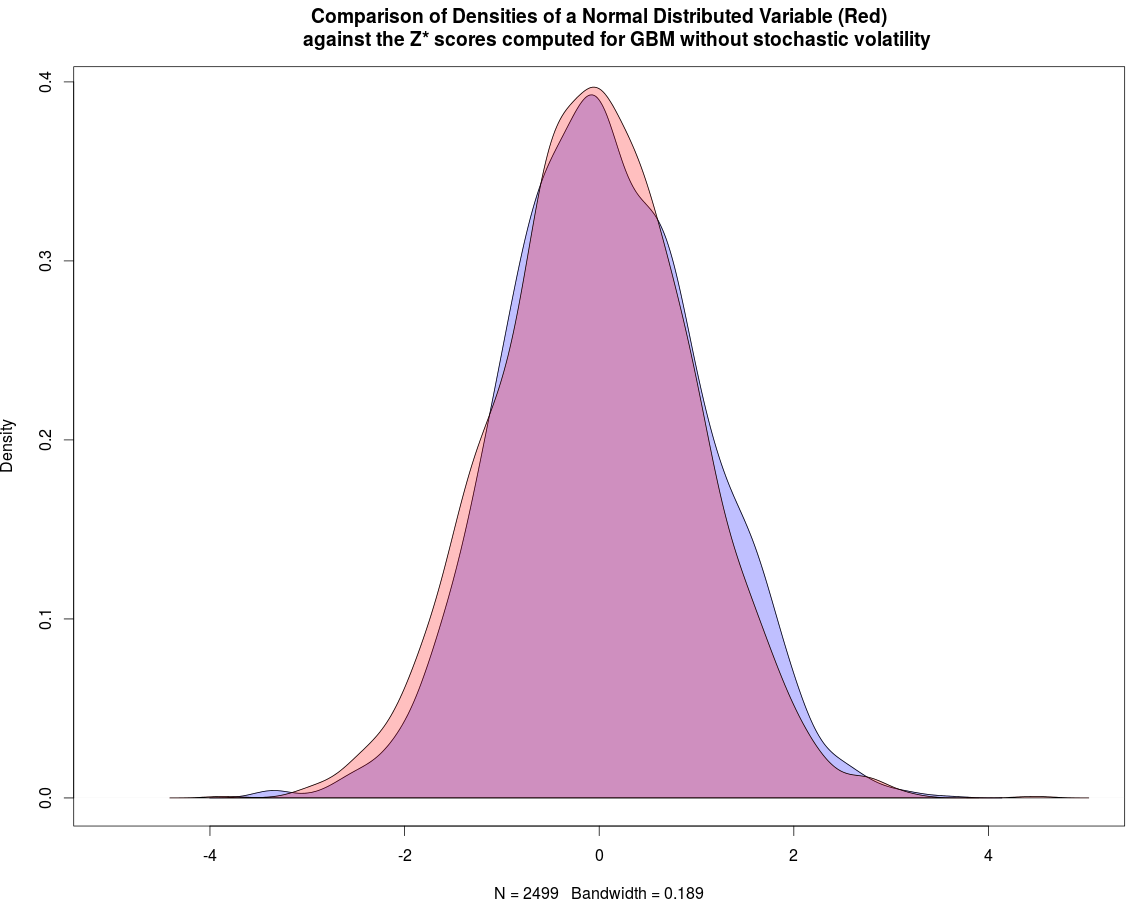 Comparison of Densities of a Normal Distributed Variable (Red)
against the Z* scores computed for GBM without stochastic volatility
0.4
0.3
0.2
0.1
0.0
Density
-4 -2 0 2 4
N = 2499 Bandwidth = 0.189